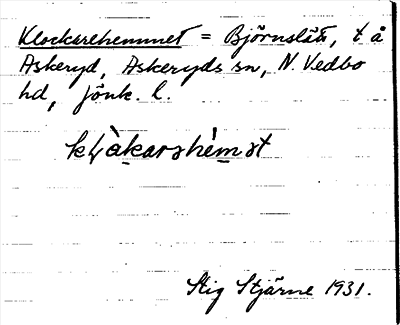 Klockarehemmet = Björnslätt, t å
Askeryd, Askeryds sn, N. Vedbo
hd, Jönk. l.
Stig Stjärne 1931.